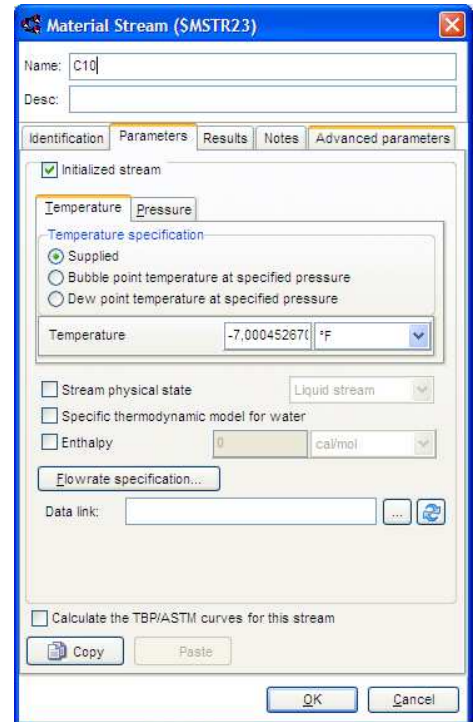 Material Stream ($MSTR23)
Name: C10
Desc:
Identification Parameters Results Notes Advanced parameters
Initialized stream
Temperature Pressure
Temperature specification
Supplied
Bubble point temperature at specified pressure
Dew point temperature at specified pressure
Temperature -7,000452670 °F
Stream physical state Liquid stream
Specific thermodynamic model for water
Enthalpy 0 cal/mol
Flowrate specification...
Data link: ...
Calculate the TBP/ASTM curves for this stream
Copy Paste
OK Cancel